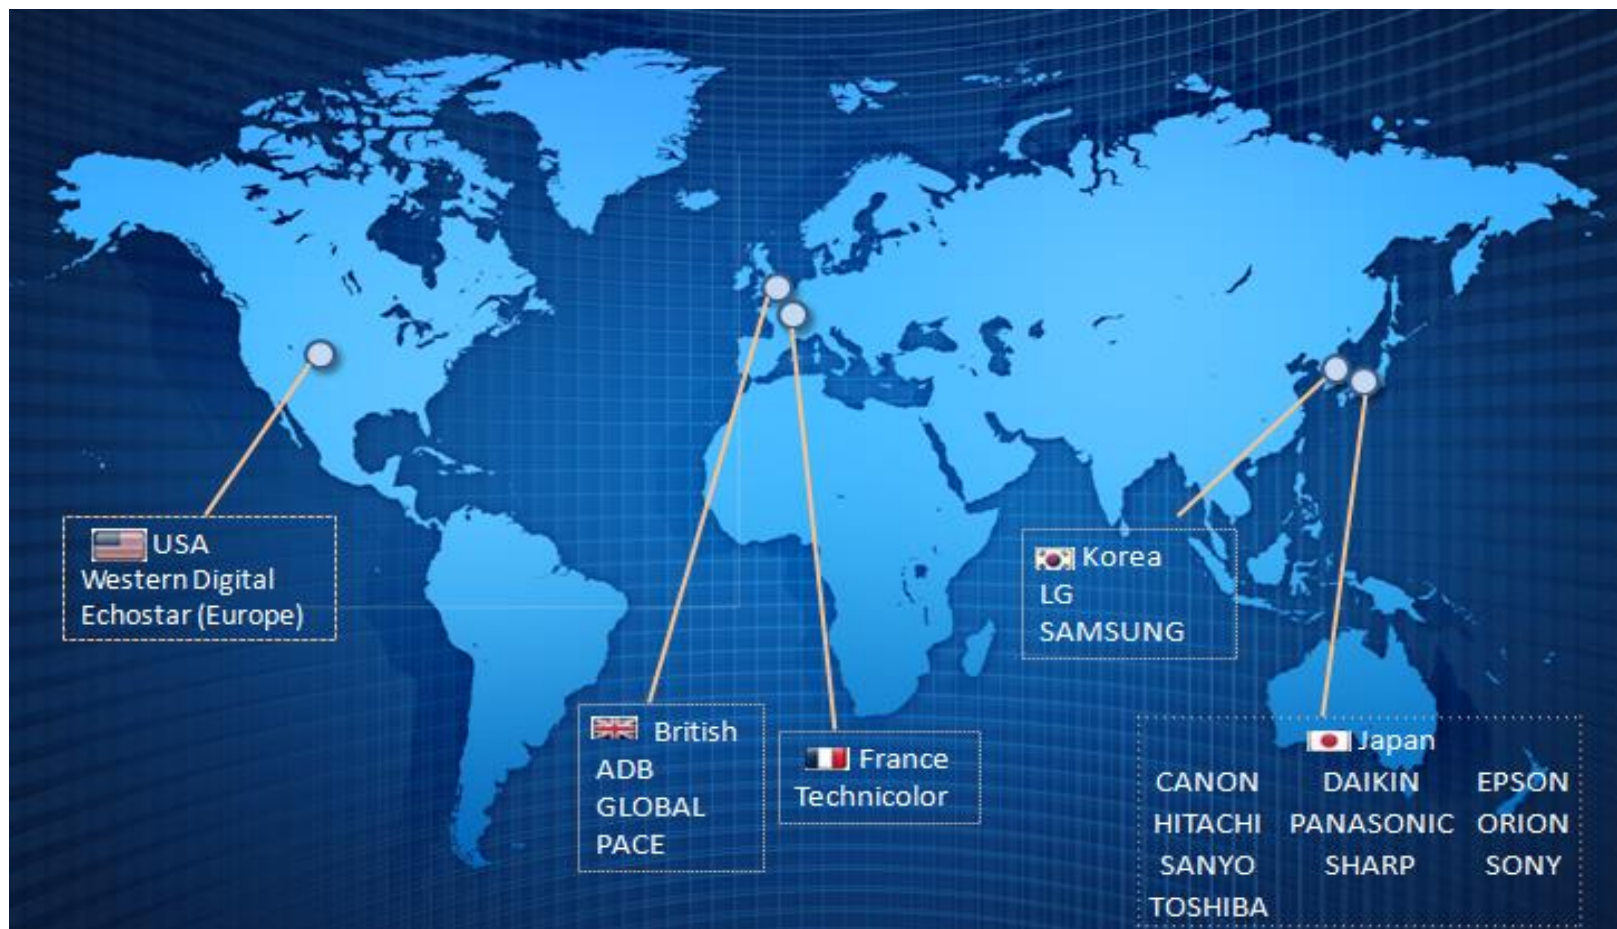 USA
Western Digital
Echostar (Europe)
British
ADB
GLOBAL
PACE
France
Technicolor
Korea
LG
SAMSUNG
Japan
CANON DAIKIN EPSON
HITACHI PANASONIC ORION
SANYO SHARP SONY
TOSHIBA